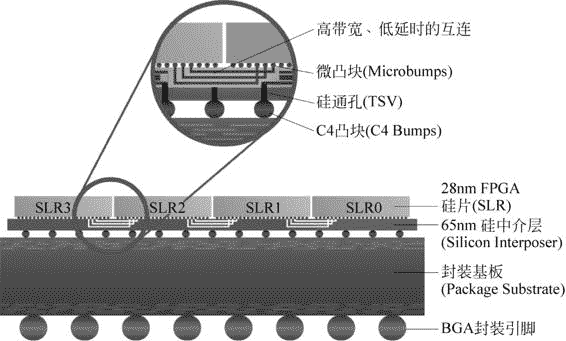 高带宽、低延时的互连
微凸块(Microbumps)
硅通孔(TSV)
C4凸块(C4 Bumps)
28nm FPGA
硅片(SLR)
SLR3 SLR2 SLR1 SLR0
65nm 硅中介层
(Silicon Interposer)
封装基板
(Package Substrate)
BGA封装引脚